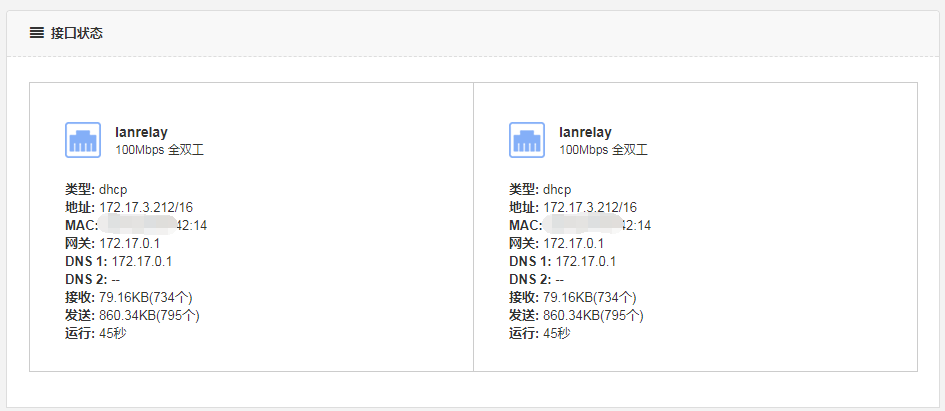 接口状态
lanrelay
100Mbps 全双工
类型: dhcp
地址: 172.17.3.212/16
MAC: 42:14
网关: 172.17.0.1
DNS 1: 172.17.0.1
DNS 2: --
接收: 79.16KB(734个)
发送: 860.34KB(795个)
运行: 45秒
lanrelay
100Mbps 全双工
类型: dhcp
地址: 172.17.3.212/16
MAC: 42:14
网关: 172.17.0.1
DNS 1: 172.17.0.1
DNS 2: --
接收: 79.16KB(734个)
发送: 860.34KB(795个)
运行: 45秒